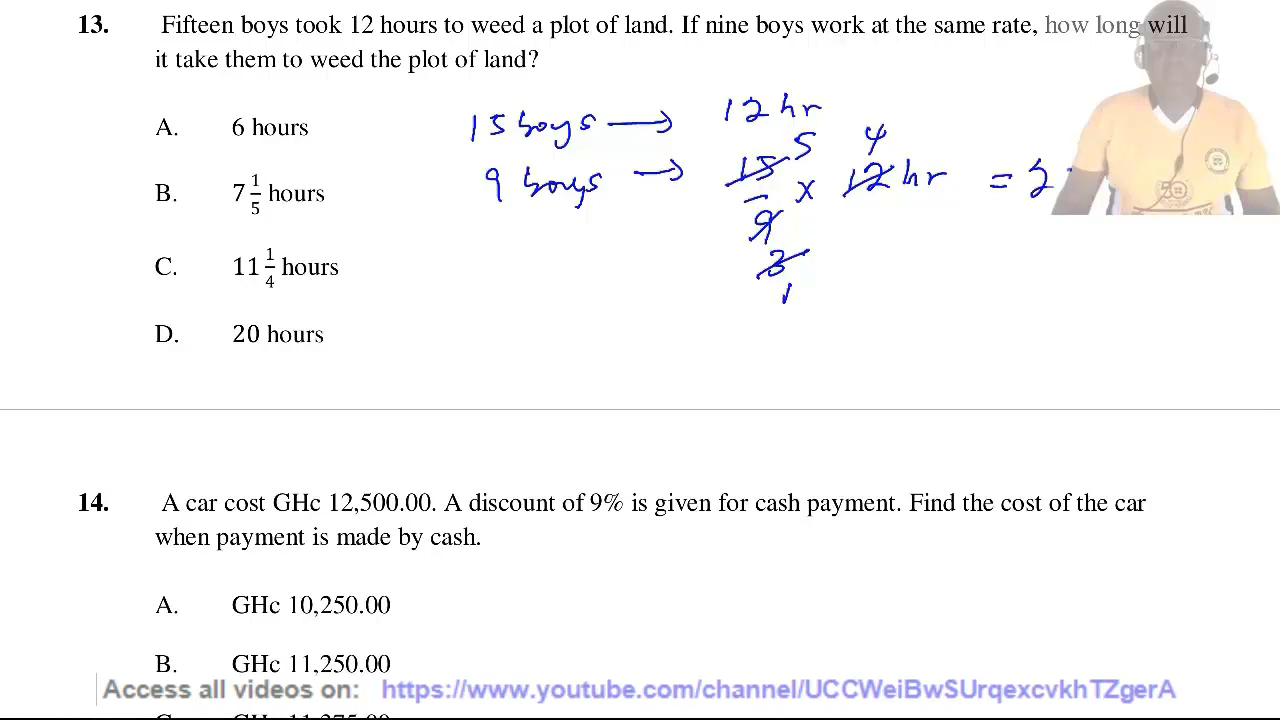 13. Fifteen boys took 12 hours to weed a plot of land. If nine boys work at the same rate, how long will
it take them to weed the plot of land?
A. 6 hours
B. 7 1/5 hours
C. 11 1/4 hours
D. 20 hours
15 boys → 12 hr
5 4
9 boys → 15 × 12 hr = 2
9
3
1
14. A car cost GHc 12,500.00. A discount of 9% is given for cash payment. Find the cost of the car
when payment is made by cash.
A. GHc 10,250.00
B. GHc 11,250.00
Access all videos on: https://www.youtube.com/channel/UCCWeiBwSUrqexcvkhTZgerA